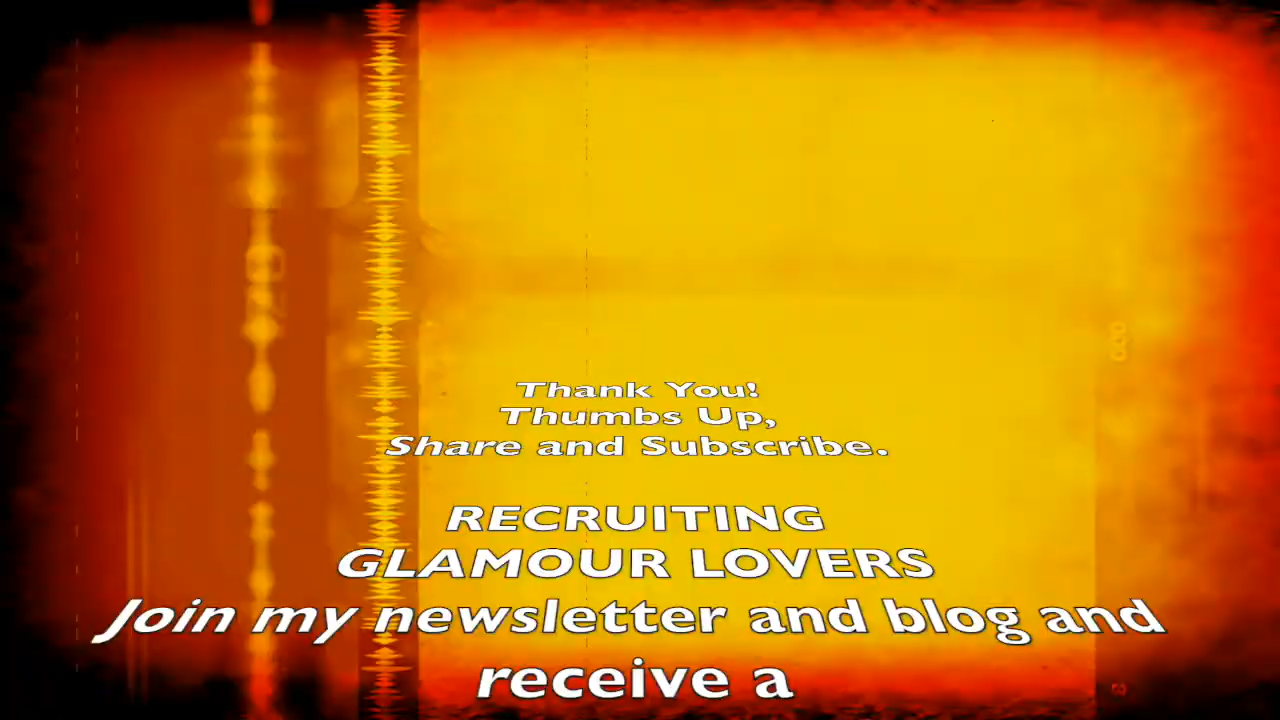 Thank You!
Thumbs Up,
Share and Subscribe.
RECRUITING
GLAMOUR LOVERS
Join my newsletter and blog and
receive a